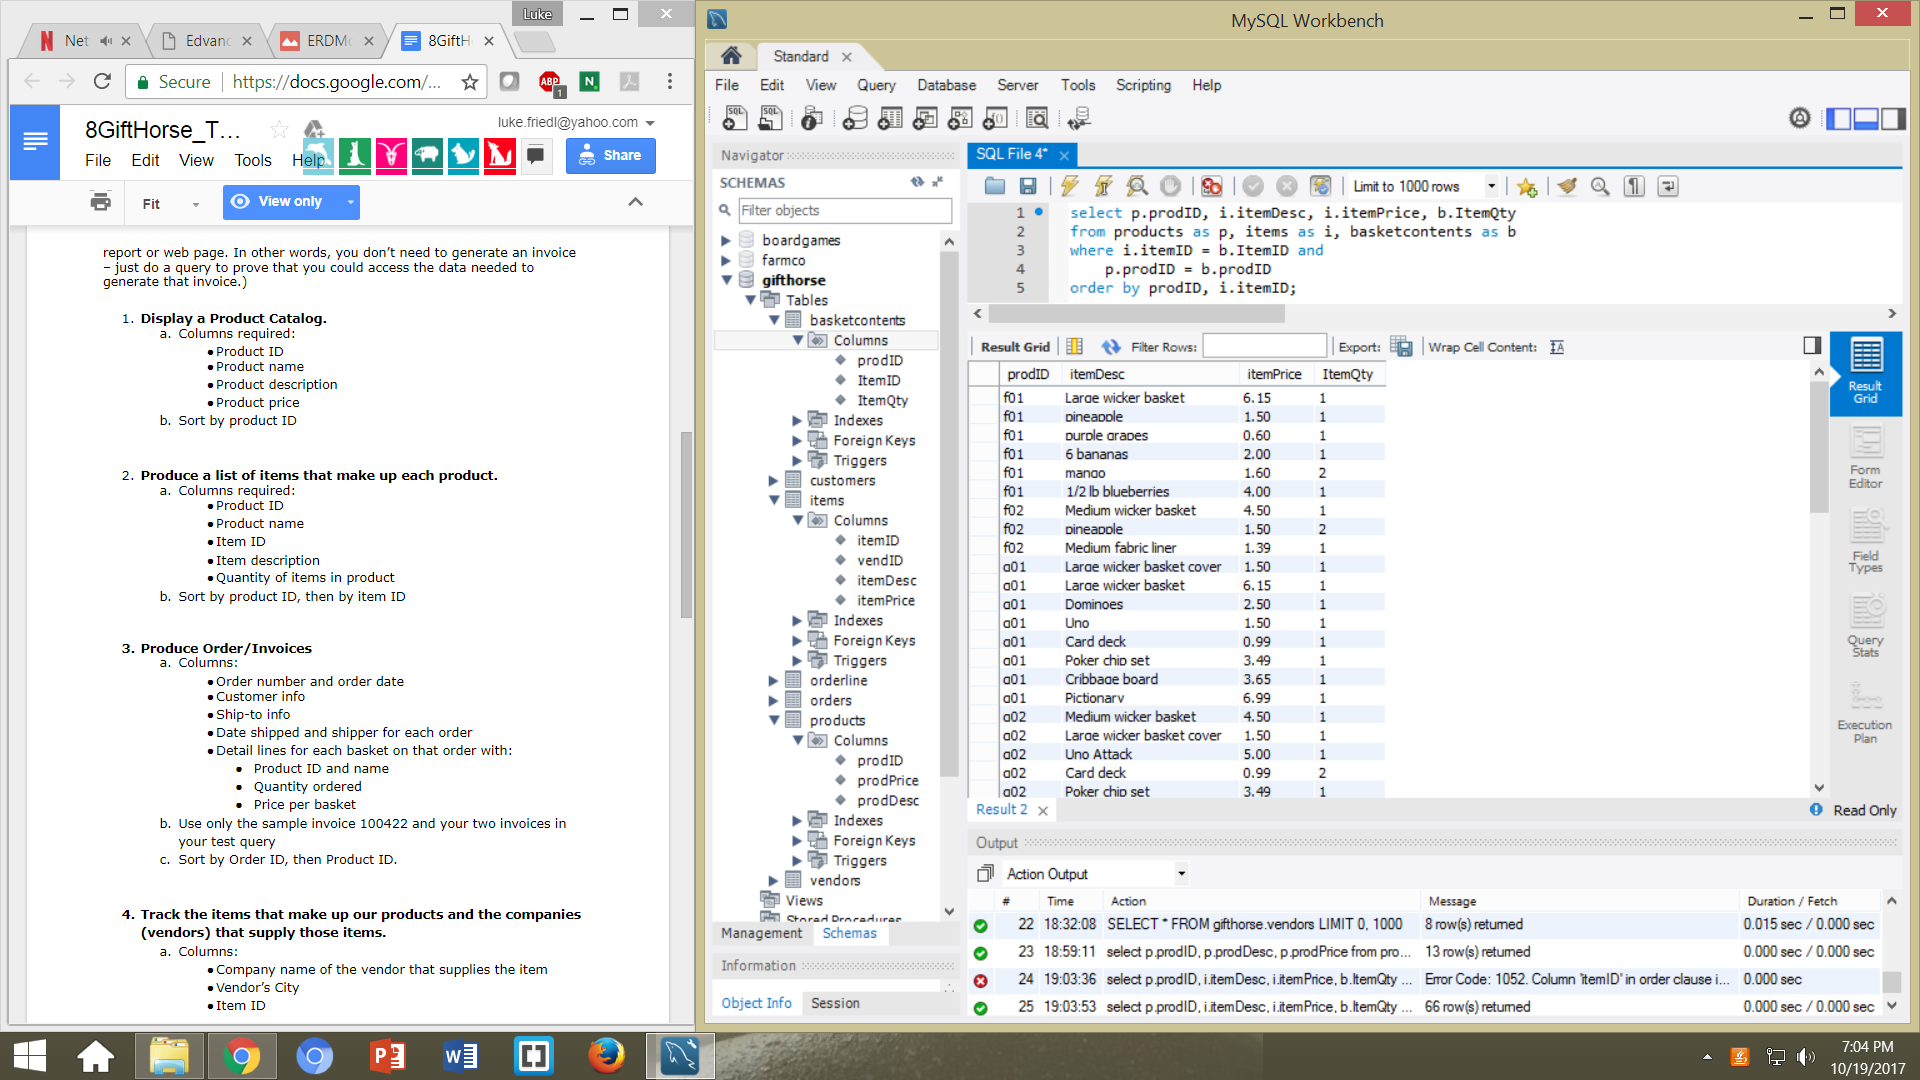 Luke
Net
Edvanc
ERDMo
8GiftH
Secure
https://docs.google.com/...
ABP
1
N
8GiftHorse_T...
luke.friedl@yahoo.com
File Edit View Tools Help
Share
Fit
View only
report or web page. In other words, you don’t need to generate an invoice
– just do a query to prove that you could access the data needed to
generate that invoice.)
1. Display a Product Catalog.
a. Columns required:
• Product ID
• Product name
• Product description
• Product price
b. Sort by product ID
2. Produce a list of items that make up each product.
a. Columns required:
• Product ID
• Product name
• Item ID
• Item description
• Quantity of items in product
b. Sort by product ID, then by item ID
3. Produce Order/Invoices
a. Columns:
• Order number and order date
• Customer info
• Ship-to info
• Date shipped and shipper for each order
• Detail lines for each basket on that order with:
• Product ID and name
• Quantity ordered
• Price per basket
b. Use only the sample invoice 100422 and your two invoices in
your test query
c. Sort by Order ID, then Product ID.
4. Track the items that make up our products and the companies
(vendors) that supply those items.
a. Columns:
• Company name of the vendor that supplies the item
• Vendor’s City
• Item ID
MySQL Workbench
Standard
File Edit View Query Database Server Tools Scripting Help
Navigator
SCHEMAS
Filter objects
boardgames
farmco
gifthorse
Tables
basketcontents
Columns
prodID
ItemID
ItemQty
Indexes
Foreign Keys
Triggers
customers
items
Columns
itemID
vendID
itemDesc
itemPrice
Indexes
Foreign Keys
Triggers
orderline
orders
products
Columns
prodID
prodPrice
prodDesc
Indexes
Foreign Keys
Triggers
vendors
Views
Stored Procedures
Management Schemas
Information
Object Info Session
SQL File 4*
Limit to 1000 rows
1 select p.prodID, i.itemDesc, i.itemPrice, b.ItemQty
2 from products as p, items as i, basketcontents as b
3 where i.itemID = b.ItemID and
4 p.prodID = b.prodID
5 order by prodID, i.itemID;
Result Grid Filter Rows: Export: Wrap Cell Content:
prodID itemDesc itemPrice ItemQty
f01 Large wicker basket 6.15 1
f01 pineapple 1.50 1
f01 purple grapes 0.60 1
f01 6 bananas 2.00 1
f01 mango 1.60 2
f01 1/2 lb blueberries 4.00 1
f02 Medium wicker basket 4.50 1
f02 pineapple 1.50 2
f02 Medium fabric liner 1.39 1
g01 Large wicker basket cover 1.50 1
g01 Large wicker basket 6.15 1
g01 Dominoes 2.50 1
g01 Uno 1.50 1
g01 Card deck 0.99 1
g01 Poker chip set 3.49 1
g01 Cribbage board 3.65 1
g01 Pictionary 6.99 1
g02 Medium wicker basket 4.50 1
g02 Large wicker basket cover 1.50 1
g02 Uno Attack 5.00 1
g02 Card deck 0.99 2
g02 Poker chip set 3.49 1
Result
Grid
Form
Editor
Field
Types
Query
Stats
Execution
Plan
Result 2
Read Only
Output
Action Output
# Time Action Message Duration / Fetch
22 18:32:08 SELECT * FROM gifthorse.vendors LIMIT 0, 1000 8 row(s) returned 0.015 sec / 0.000 sec
23 18:59:11 select p.prodID, p.prodDesc, p.prodPrice from pro... 13 row(s) returned 0.000 sec / 0.000 sec
24 19:03:36 select p.prodID, i.itemDesc, i.itemPrice, b.ItemQty ... Error Code: 1052. Column 'itemID' in order clause i... 0.000 sec
25 19:03:53 select p.prodID, i.itemDesc, i.itemPrice, b.ItemQty ... 66 row(s) returned 0.000 sec / 0.000 sec
7:04 PM
10/19/2017